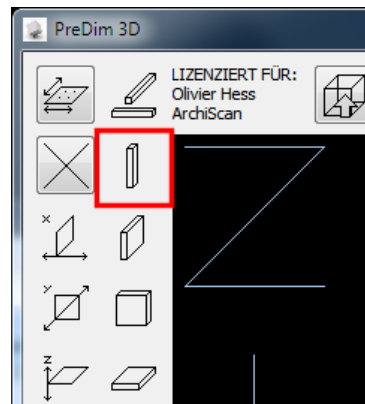 PreDim 3D
LIZENZIERT FÜR:
Olivier Hess
ArchiScan
X
Y
Z